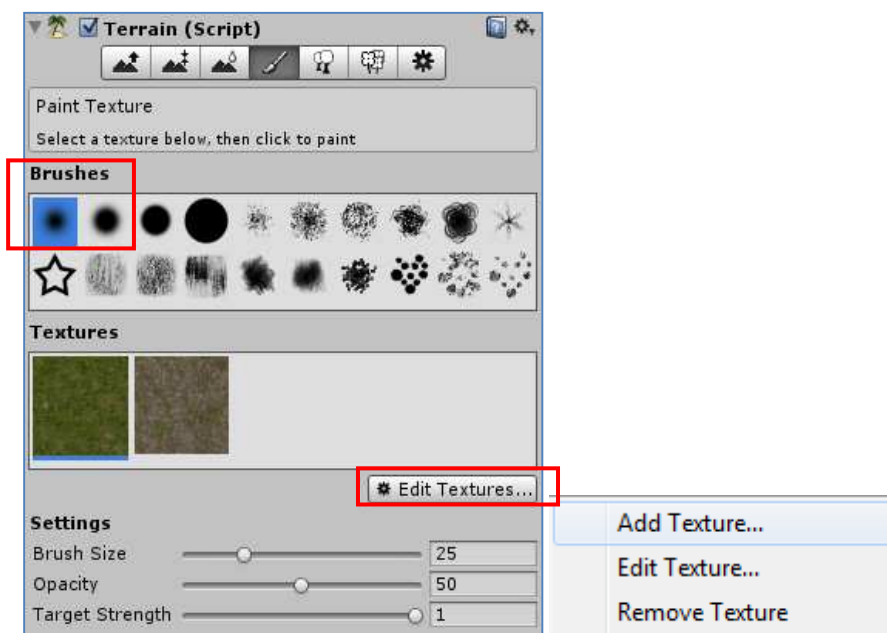 Terrain (Script)
Paint Texture
Select a texture below, then click to paint
Brushes
Textures
Edit Textures...
Settings
Brush Size 25
Opacity 50
Target Strength 1
Add Texture...
Edit Texture...
Remove Texture